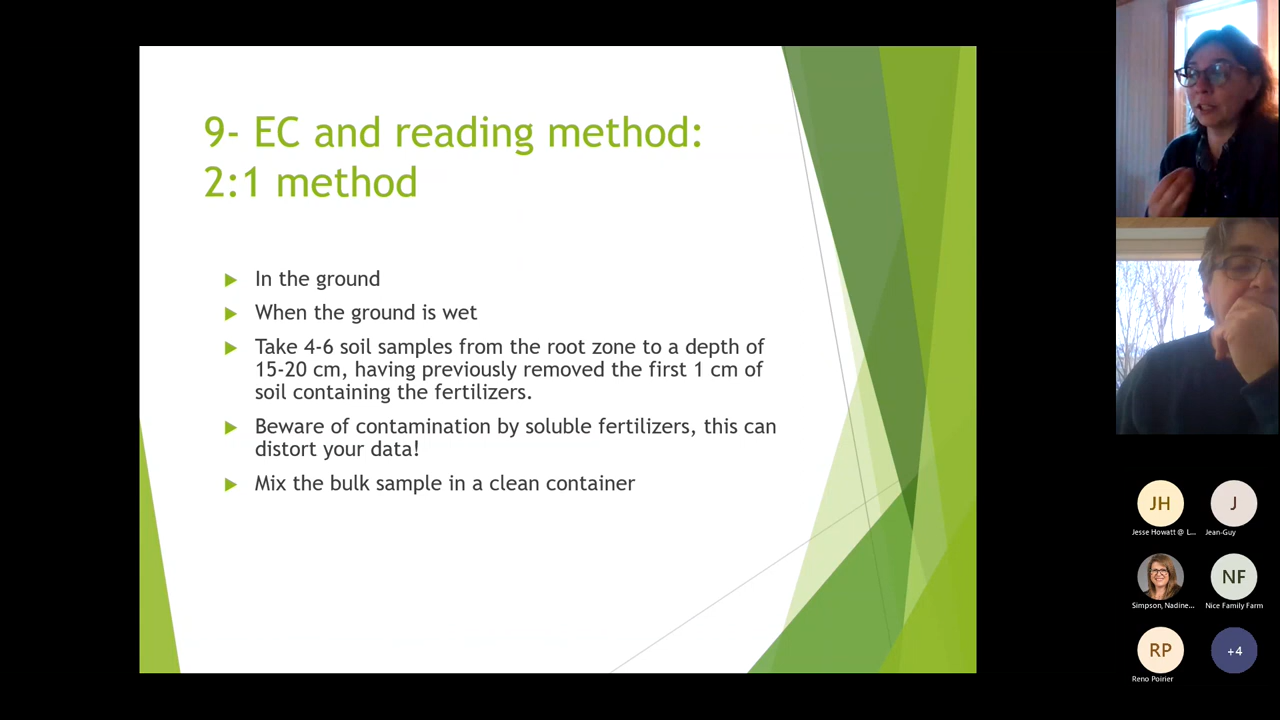 9- EC and reading method:
2:1 method
In the ground
When the ground is wet
Take 4-6 soil samples from the root zone to a depth of
15-20 cm, having previously removed the first 1 cm of
soil containing the fertilizers.
Beware of contamination by soluble fertilizers, this can
distort your data!
Mix the bulk sample in a clean container
JH
J
Jesse Howatt @ L...
Jean-Guy
NF
Simpson, Nadine...
Nice Family Farm
RP
+4
Reno Poirier